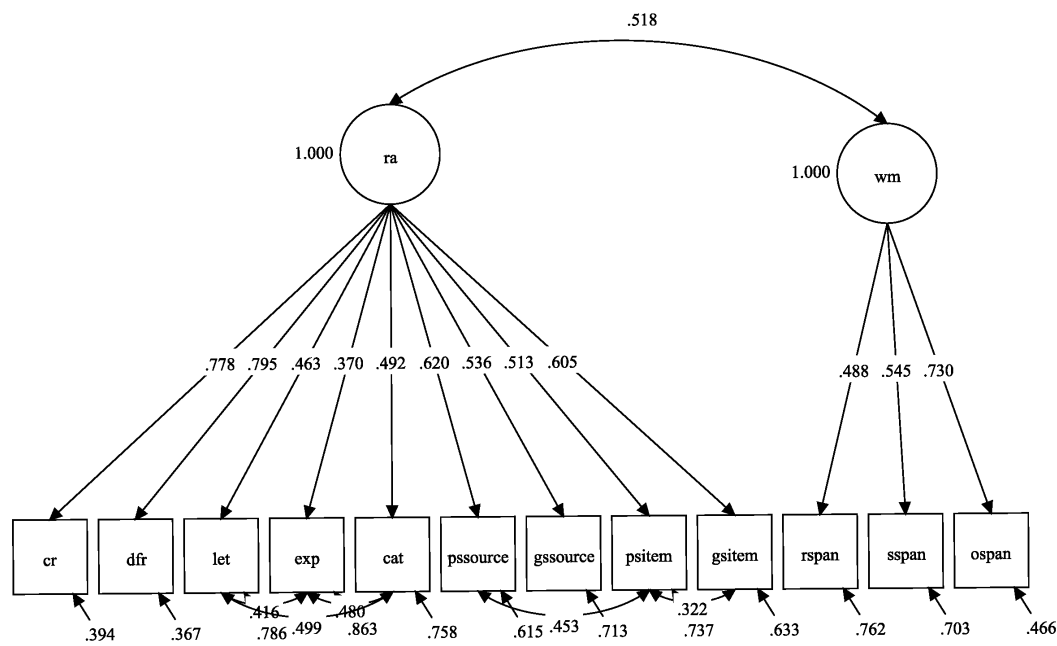 .518
1.000 ra
1.000 wm
.778 .795 .463 .370 .492 .620 .536 .513 .605
.488 .545 .730
cr dfr let exp cat pssource gssource psitem gsitem rspan sspan ospan
.416 .480 .322
.394 .367 .786 .499 .863 .758 .615 .453 .713 .737 .633 .762 .703 .466